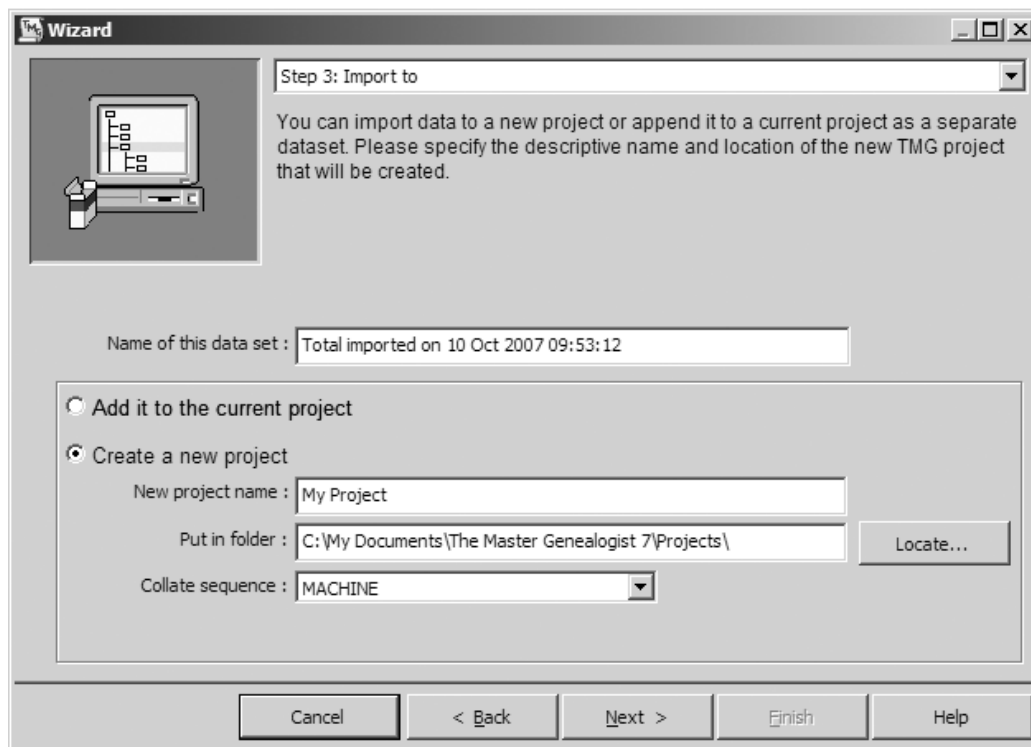 Wizard
Step 3: Import to
You can import data to a new project or append it to a current project as a separate
dataset. Please specify the descriptive name and location of the new TMG project
that will be created.
Name of this data set : Total imported on 10 Oct 2007 09:53:12
Add it to the current project
Create a new project
New project name : My Project
Put in folder : C:\My Documents\The Master Genealogist 7\Projects\ Locate...
Collate sequence : MACHINE
Cancel < Back Next > Finish Help